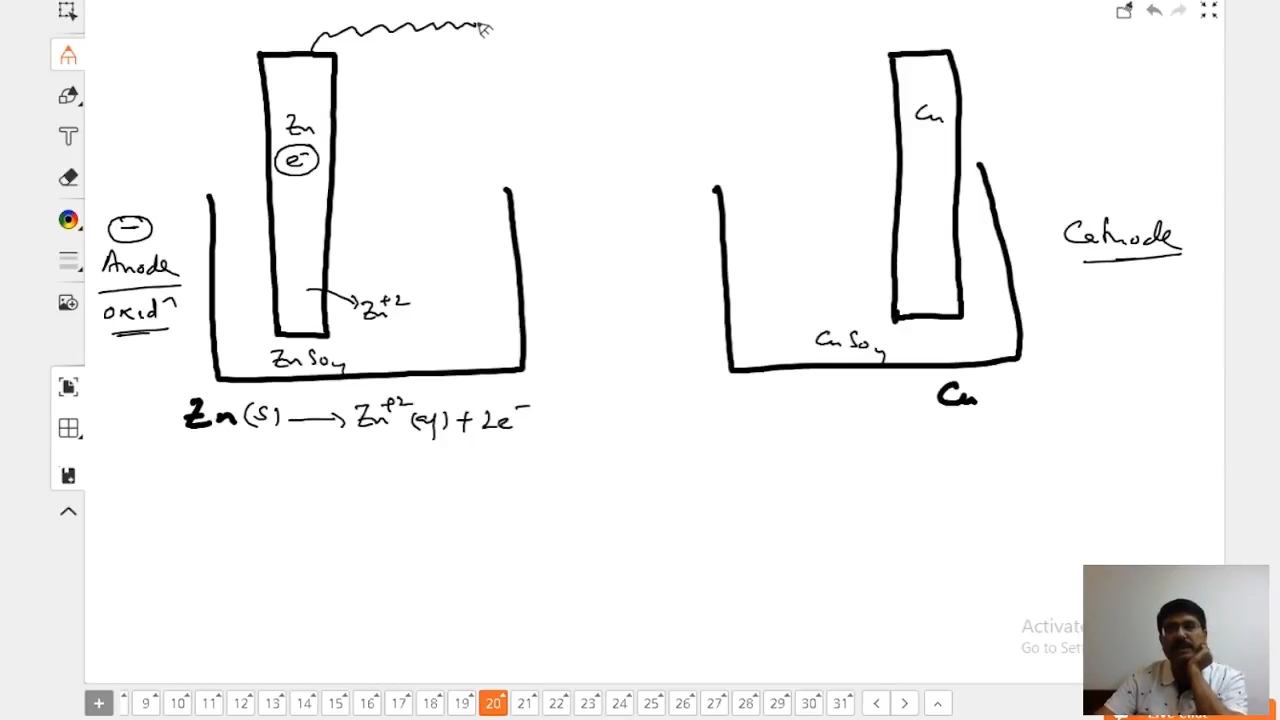 Zn
e⁻
Cu
−
Anode
oxidⁿ
Zn⁺²
Cathode
ZnSO₄
CuSO₄
Cu
Zn(s) → Zn⁺²(aq) + 2e⁻
Activate
Go to Set
9 10 11 12 13 14 15 16 17 18 19 20 21 22 23 24 25 26 27 28 29 30 31
Live Chat